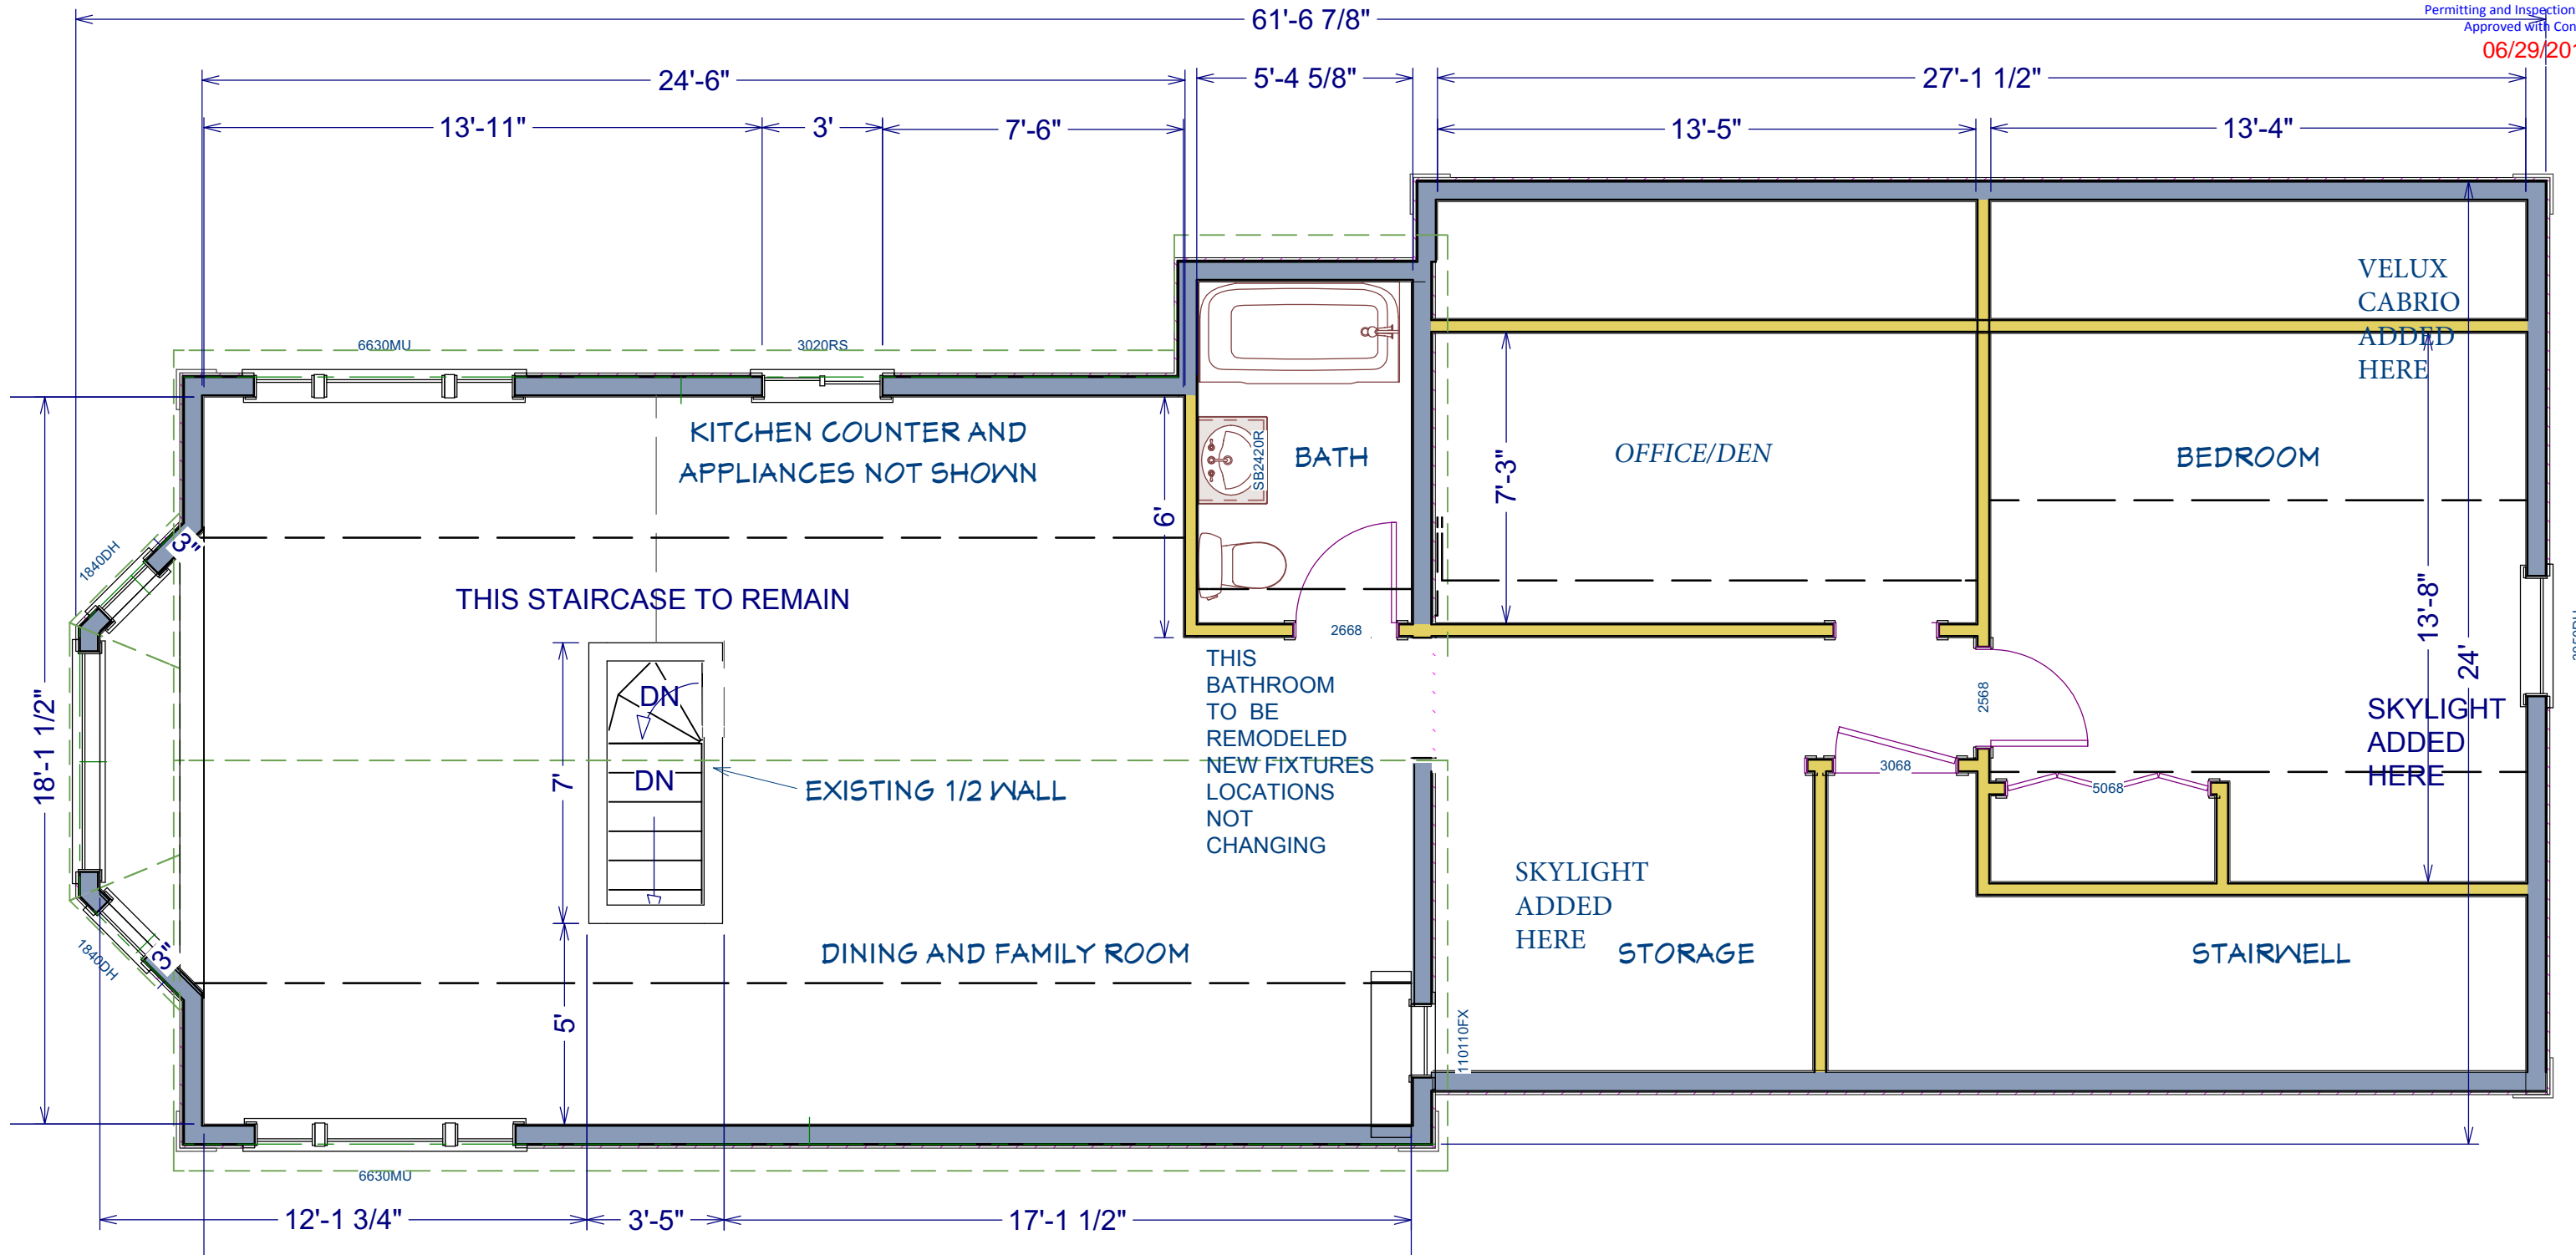 61'-6 7/8"
Permitting and Inspection
Approved with Con
06/29/201
24'-6"
5'-4 5/8"
27'-1 1/2"
13'-11"
3'
7'-6"
13'-5"
13'-4"
VELUX
CABRIO
ADDED
HERE
6630MU
3020RS
KITCHEN COUNTER AND
APPLIANCES NOT SHOWN
SB2420R
BATH
OFFICE/DEN
BEDROOM
7'-3"
6'
1840DH
3"
THIS STAIRCASE TO REMAIN
2668
13'-8"
24'
THIS
BATHROOM
TO BE
REMODELED
NEW FIXTURES
LOCATIONS
NOT
CHANGING
DN
DN
2568
SKYLIGHT
ADDED
HERE
18'-1 1/2"
7'
EXISTING 1/2 WALL
3068
5068
SKYLIGHT
ADDED
HERE
1840DH
3"
DINING AND FAMILY ROOM
STORAGE
STAIRWELL
5'
110110FX
6630MU
12'-1 3/4"
3'-5"
17'-1 1/2"